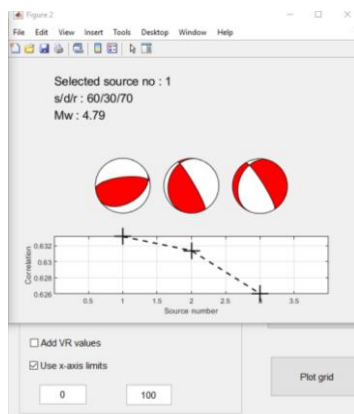 Figure 2
File Edit View Insert Tools Desktop Window Help
Selected source no : 1
s/d/r : 60/30/70
Mw : 4.79
0.632
0.63
0.628
0.626
Correlation
0.5 1 1.5 2 2.5 3 3.5
Source number
Add VR values
Use x-axis limits
0 100
Plot grid